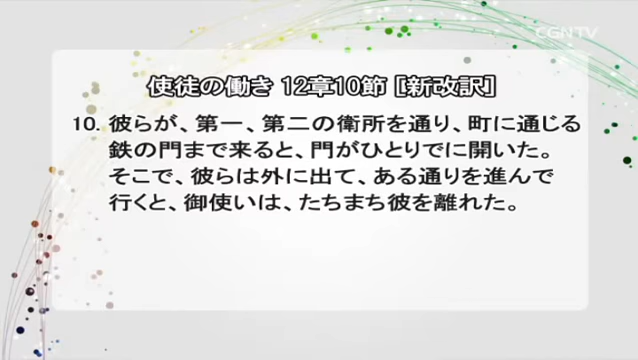 CGNTV
使徒の働き 12章10節 [新改訳]
10. 彼らが、第一、第二の衛所を通り、町に通じる
鉄の門まで来ると、門がひとりでに開いた。
そこで、彼らは外に出て、ある通りを進んで
行くと、御使いは、たちまち彼を離れた。